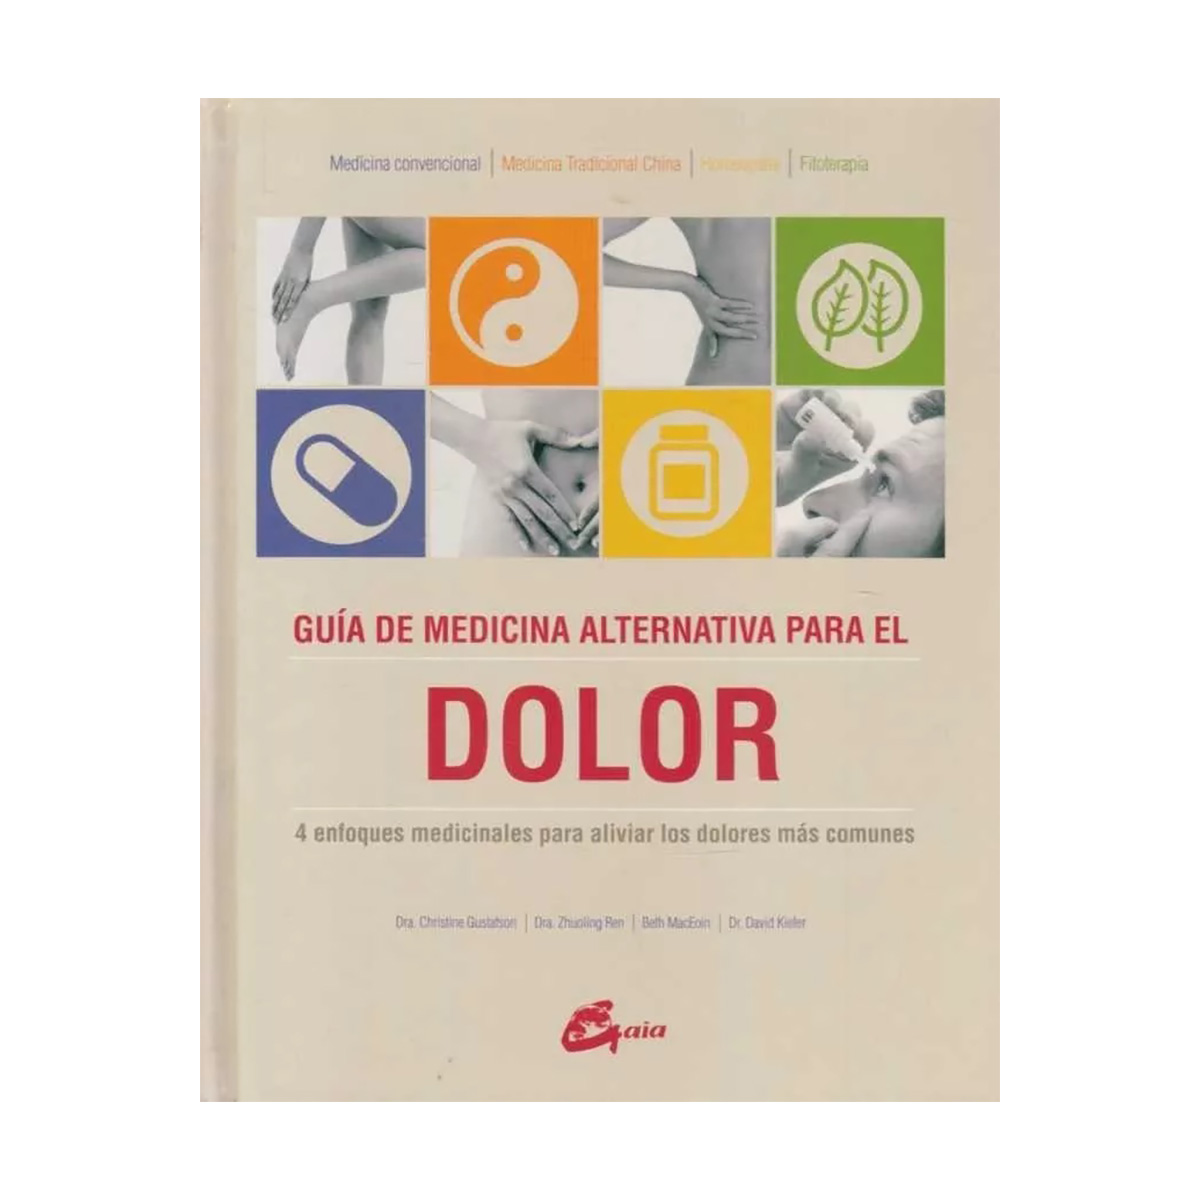 Medicina convencional | Medicina Tradicional China | Homeopatía | Fitoterapia
GUÍA DE MEDICINA ALTERNATIVA PARA EL
DOLOR
4 enfoques medicinales para aliviar los dolores más comunes
Dra. Christine Gustafson | Dra. Zhuoling Ren | Beth MacEoin | Dr. David Kiefer
Gaia